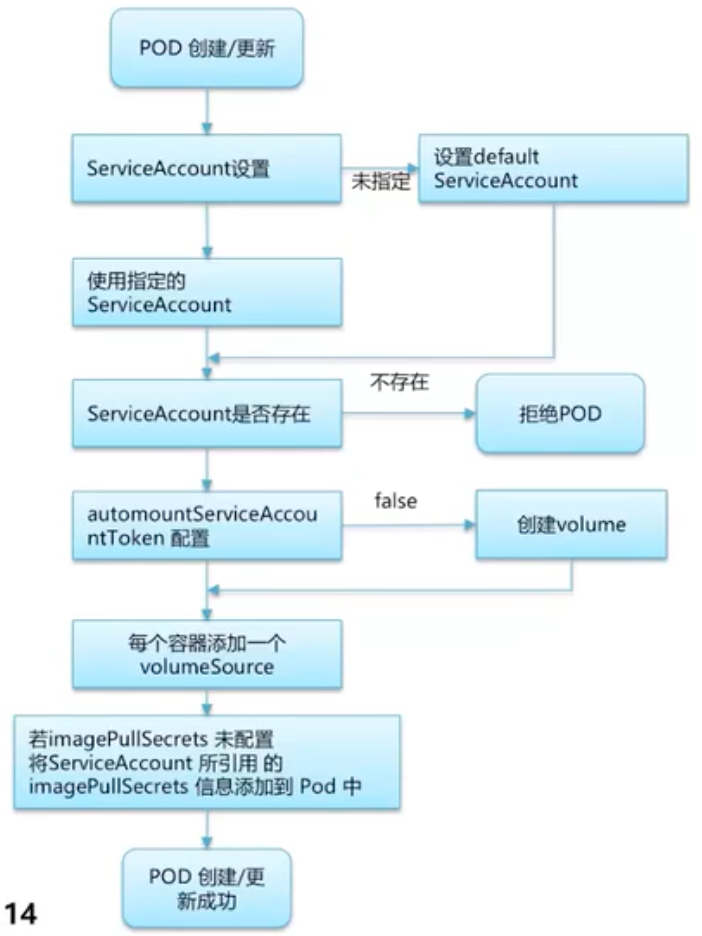 POD 创建/更新
ServiceAccount设置
未指定
设置default
ServiceAccount
使用指定的
ServiceAccount
ServiceAccount是否存在
不存在
拒绝POD
automountServiceAccou
ntToken 配置
false
创建volume
每个容器添加一个
volumeSource
若imagePullSecrets 未配置
将ServiceAccount 所引用 的
imagePullSecrets 信息添加到 Pod 中
POD 创建/更
新成功
14